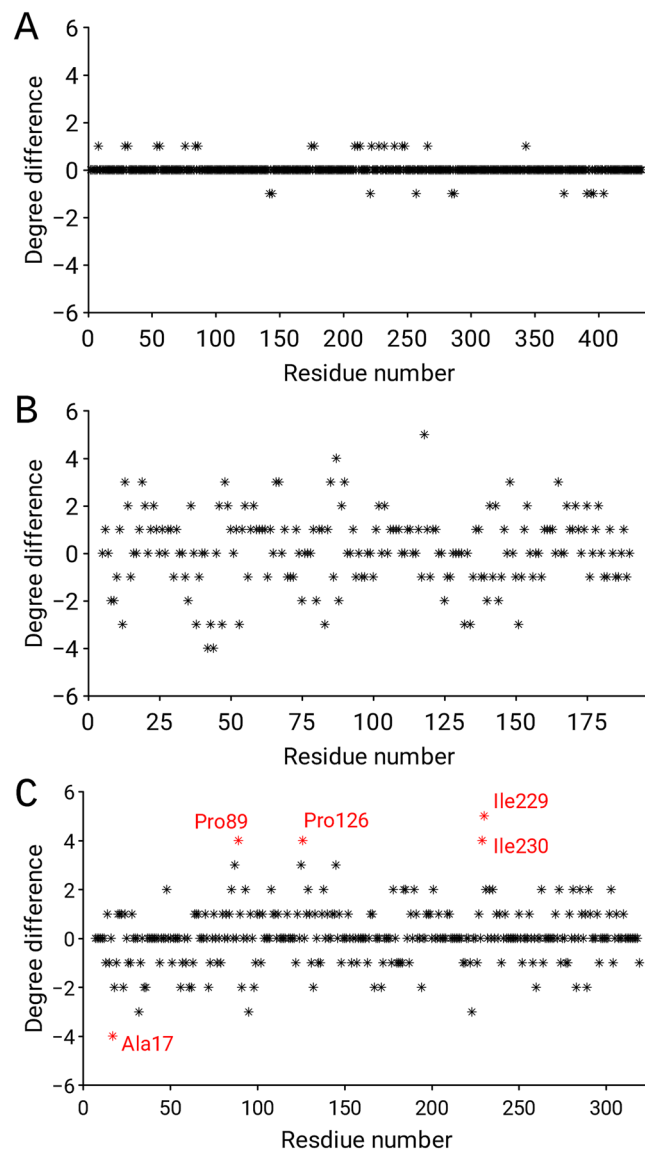 A
6
4
2
0
−2
−4
−6
Degree difference
0 50 100 150 200 250 300 350 400
Residue number
B
6
4
2
0
−2
−4
−6
Degree difference
0 25 50 75 100 125 150 175
Residue number
C
6
4
2
0
−2
−4
−6
Degree difference
Ile229
Pro89 Pro126
Ile230
Ala17
0 50 100 150 200 250 300
Resdiue number